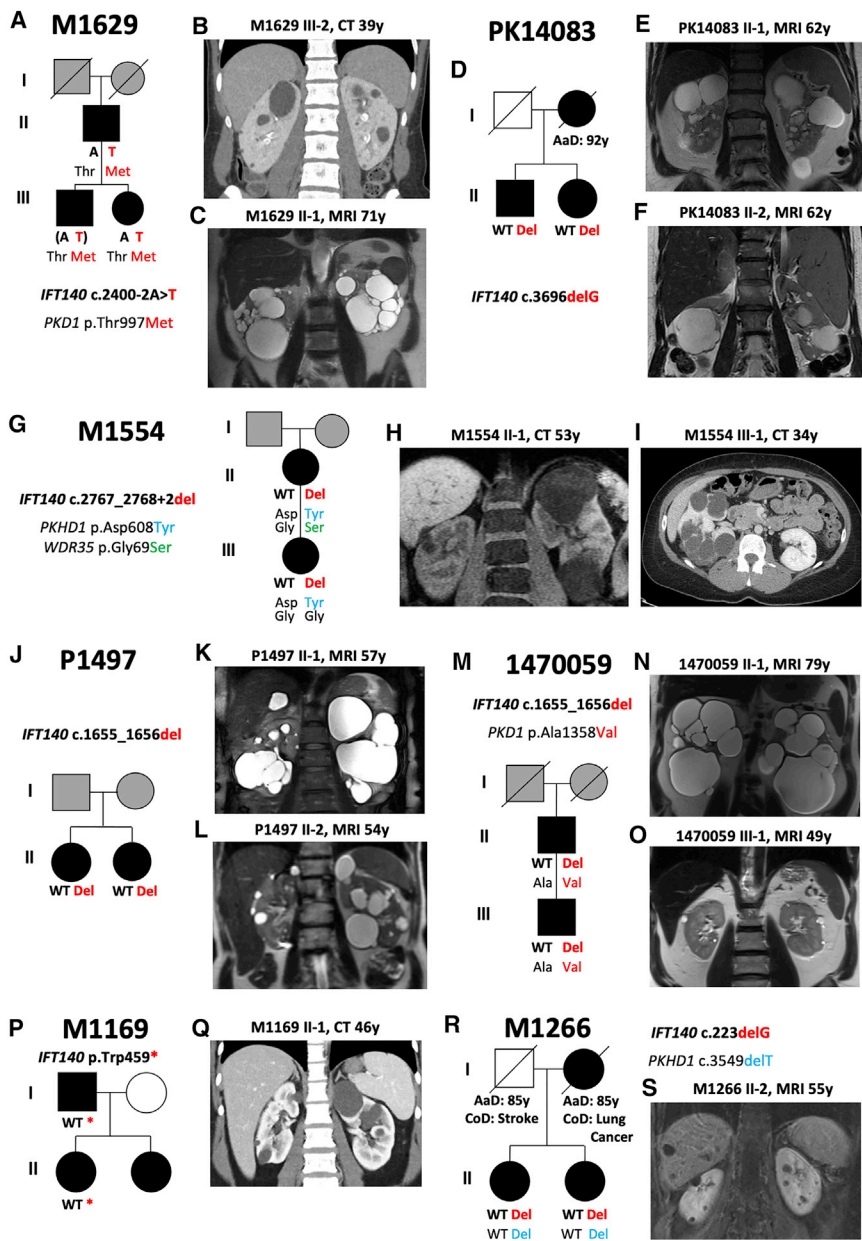 A
M1629
I
II
A T
Thr Met
III
(A T) A T
Thr Met Thr Met
IFT140 c.2400-2A>T
PKD1 p.Thr997Met
B
M1629 III-2, CT 39y
C
M1629 II-1, MRI 71y
PK14083
D
I
AaD: 92y
II
WT Del WT Del
IFT140 c.3696delG
E
PK14083 II-1, MRI 62y
F
PK14083 II-2, MRI 62y
G
M1554
IFT140 c.2767_2768+2del
PKHD1 p.Asp608Tyr
WDR35 p.Gly69Ser
I
II
WT Del
Asp Tyr
Gly Ser
III
WT Del
Asp Tyr
Gly Gly
H
M1554 II-1, CT 53y
I
M1554 III-1, CT 34y
J
P1497
IFT140 c.1655_1656del
I
II
WT Del WT Del
K
P1497 II-1, MRI 57y
L
P1497 II-2, MRI 54y
M
1470059
IFT140 c.1655_1656del
PKD1 p.Ala1358Val
I
II
WT Del
Ala Val
III
WT Del
Ala Val
N
1470059 II-1, MRI 79y
O
1470059 III-1, MRI 49y
P
M1169
IFT140 p.Trp459*
I
WT *
II
WT *
Q
M1169 II-1, CT 46y
R
M1266
IFT140 c.223delG
PKHD1 c.3549delT
I
AaD: 85y AaD: 85y
CoD: Stroke CoD: Lung
Cancer
II
WT Del WT Del
WT Del WT Del
S
M1266 II-2, MRI 55y